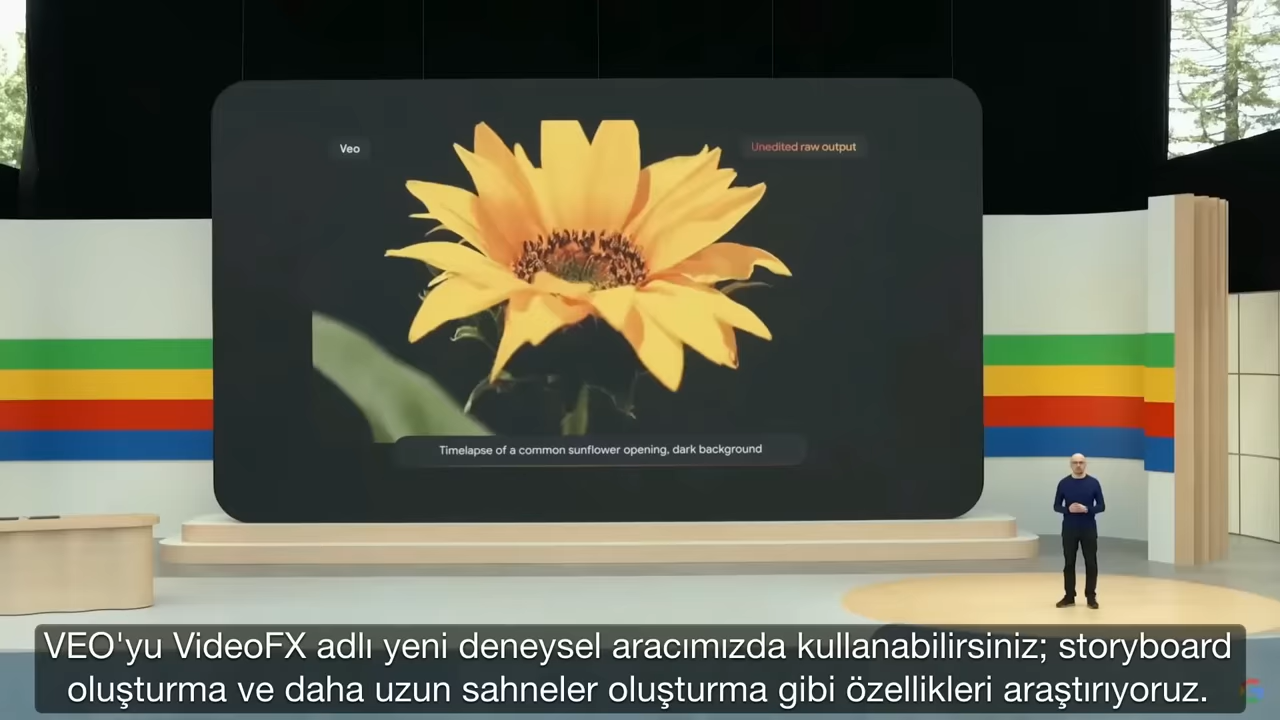 Veo
Unedited raw output
Timelapse of a common sunflower opening, dark background
VEO'yu VideoFX adlı yeni deneysel aracımızda kullanabilirsiniz; storyboard
oluşturma ve daha uzun sahneler oluşturma gibi özellikleri araştırıyoruz.